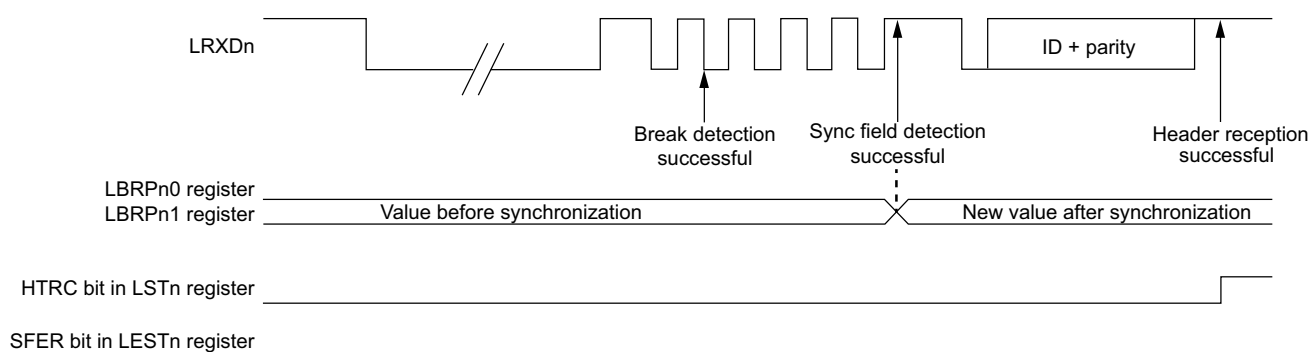 LRXDn
ID + parity
Break detection
successful
Sync field detection
successful
Header reception
successful
LBRPn0 register
LBRPn1 register
Value before synchronization
New value after synchronization
HTRC bit in LSTn register
SFER bit in LESTn register